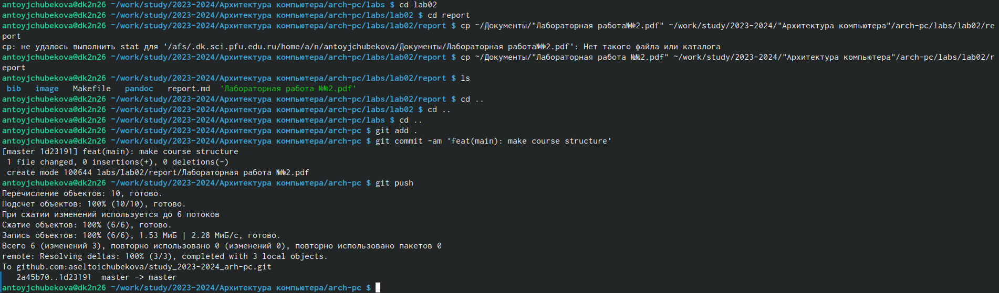 antoyjchubekova@dk2n26 ~/work/study/2023-2024/Архитектура компьютера/arch-pc/labs $ cd lab02
antoyjchubekova@dk2n26 ~/work/study/2023-2024/Архитектура компьютера/arch-pc/labs/lab02 $ cd report
antoyjchubekova@dk2n26 ~/work/study/2023-2024/Архитектура компьютера/arch-pc/labs/lab02/report $ cp ~/Документы/"Лабораторная работа№№2.pdf" ~/work/study/2023-2024/"Архитектура компьютера"/arch-pc/labs/lab02/re
port
cp: не удалось выполнить stat для '/afs/.dk.sci.pfu.edu.ru/home/a/n/antoyjchubekova/Документы/Лабораторная работа№№2.pdf': Нет такого файла или каталога
antoyjchubekova@dk2n26 ~/work/study/2023-2024/Архитектура компьютера/arch-pc/labs/lab02/report $ cp ~/Документы/"Лабораторная работа №№2.pdf" ~/work/study/2023-2024/"Архитектура компьютера"/arch-pc/labs/lab02/r
eport
antoyjchubekova@dk2n26 ~/work/study/2023-2024/Архитектура компьютера/arch-pc/labs/lab02/report $ ls
bib image Makefile pandoc report.md 'Лабораторная работа №№2.pdf'
antoyjchubekova@dk2n26 ~/work/study/2023-2024/Архитектура компьютера/arch-pc/labs/lab02/report $ cd ..
antoyjchubekova@dk2n26 ~/work/study/2023-2024/Архитектура компьютера/arch-pc/labs/lab02 $ cd ..
antoyjchubekova@dk2n26 ~/work/study/2023-2024/Архитектура компьютера/arch-pc/labs $ cd ..
antoyjchubekova@dk2n26 ~/work/study/2023-2024/Архитектура компьютера/arch-pc $ git add .
antoyjchubekova@dk2n26 ~/work/study/2023-2024/Архитектура компьютера/arch-pc $ git commit -am 'feat(main): make course structure'
[master 1d23191] feat(main): make course structure
1 file changed, 0 insertions(+), 0 deletions(-)
create mode 100644 labs/lab02/report/Лабораторная работа №№2.pdf
antoyjchubekova@dk2n26 ~/work/study/2023-2024/Архитектура компьютера/arch-pc $ git push
Перечисление объектов: 10, готово.
Подсчет объектов: 100% (10/10), готово.
При сжатии изменений используется до 6 потоков
Сжатие объектов: 100% (6/6), готово.
Запись объектов: 100% (6/6), 1.53 МиБ | 2.28 МиБ/с, готово.
Всего 6 (изменений 3), повторно использовано 0 (изменений 0), повторно использовано пакетов 0
remote: Resolving deltas: 100% (3/3), completed with 3 local objects.
To github.com:aseltoichubekova/study_2023-2024_arh-pc.git
2a45b70..1d23191 master -> master
antoyjchubekova@dk2n26 ~/work/study/2023-2024/Архитектура компьютера/arch-pc $